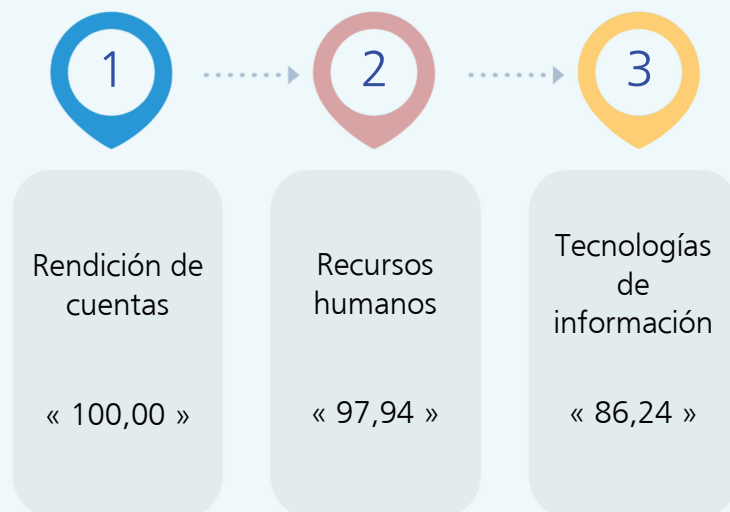 1
2
3
Rendición de
cuentas
« 100,00 »
Recursos
humanos
« 97,94 »
Tecnologías
de
información
« 86,24 »